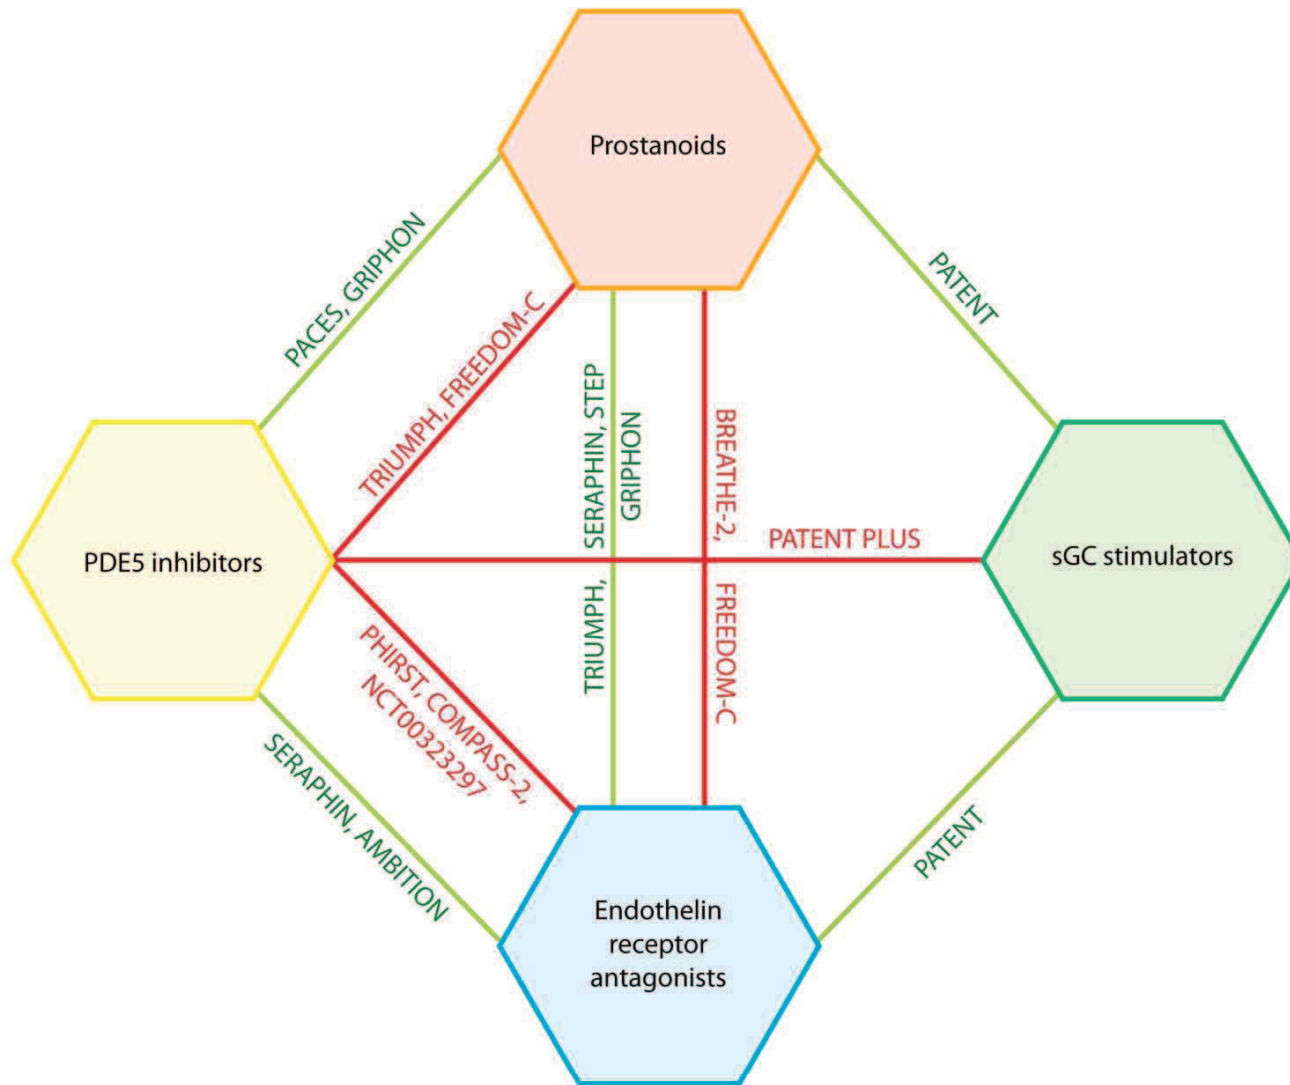 Prostanoids
PACES, GRIPHON
PATENT
TRIUMPH, FREEDOM-C
TRIUMPH, SERAPHIN, STEP
GRIPHON
BREATHE-2, FREEDOM-C
PATENT PLUS
PDE5 inhibitors
sGC stimulators
PHIRST, COMPASS-2,
NCT00323297
SERAPHIN, AMBITION
PATENT
Endothelin
receptor
antagonists